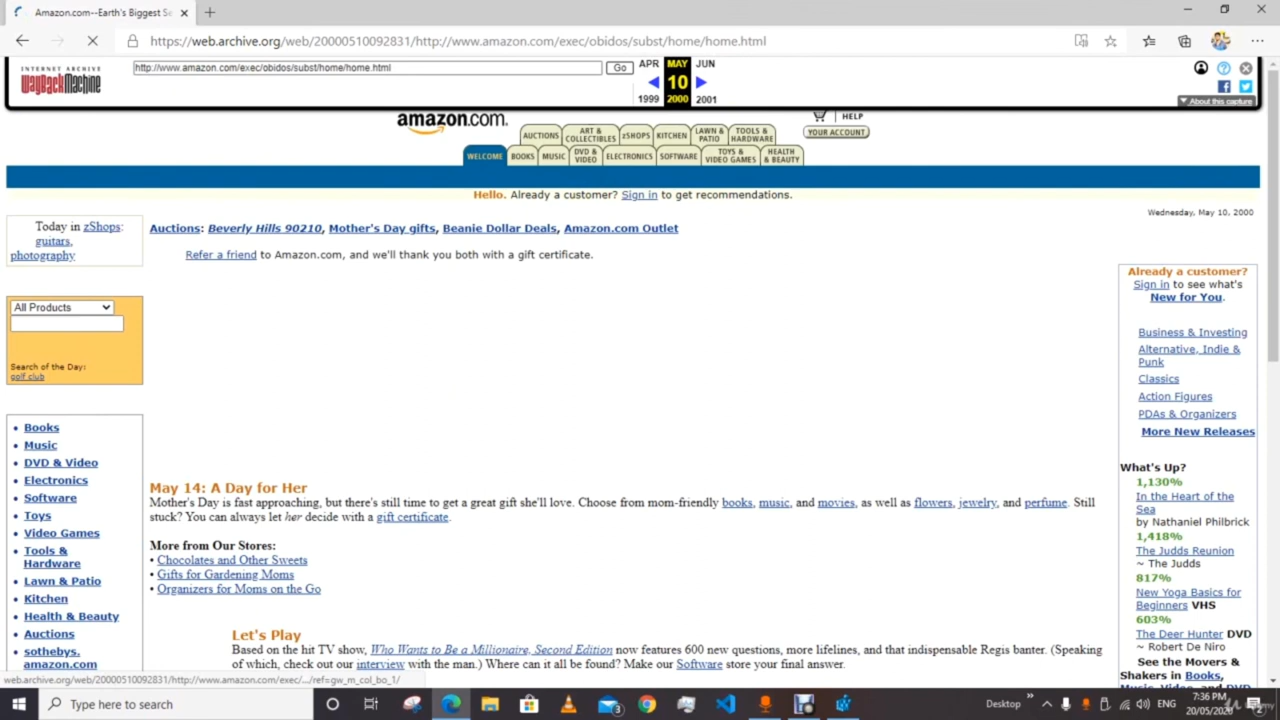 Amazon.com--Earth's Biggest Se
https://web.archive.org/web/20000510092831/http://www.amazon.com/exec/obidos/subst/home/home.html
INTERNET ARCHIVE
WayBackMachine
http://www.amazon.com/exec/obidos/subst/home/home.html
Go
APR MAY JUN
10
1999 2000 2001
▼ About this capture
amazon.com.
HELP
YOUR ACCOUNT
AUCTIONS
ART & COLLECTIBLES
zSHOPS
KITCHEN
LAWN & PATIO
TOOLS & HARDWARE
WELCOME
BOOKS
MUSIC
DVD & VIDEO
ELECTRONICS
SOFTWARE
TOYS & VIDEO GAMES
HEALTH & BEAUTY
Hello. Already a customer? Sign in to get recommendations.
Wednesday, May 10, 2000
Today in zShops:
guitars,
photography
Auctions: Beverly Hills 90210, Mother's Day gifts, Beanie Dollar Deals, Amazon.com Outlet
Refer a friend to Amazon.com, and we'll thank you both with a gift certificate.
All Products
Search of the Day:
golf club
• Books
• Music
• DVD & Video
• Electronics
• Software
• Toys
• Video Games
• Tools &
Hardware
• Lawn & Patio
• Kitchen
• Health & Beauty
• Auctions
• sothebys.
amazon.com
May 14: A Day for Her
Mother's Day is fast approaching, but there's still time to get a great gift she'll love. Choose from mom-friendly books, music, and movies, as well as flowers, jewelry, and perfume. Still
stuck? You can always let her decide with a gift certificate.
More from Our Stores:
• Chocolates and Other Sweets
• Gifts for Gardening Moms
• Organizers for Moms on the Go
Let's Play
Based on the hit TV show, Who Wants to Be a Millionaire, Second Edition now features 600 new questions, more lifelines, and that indispensable Regis banter. (Speaking
of which, check out our interview with the man.) Where can it all be found? Make our Software store your final answer.
Already a customer?
Sign in to see what's
New for You.
Business & Investing
Alternative, Indie &
Punk
Classics
Action Figures
PDAs & Organizers
More New Releases
What's Up?
1,130%
In the Heart of the
Sea
by Nathaniel Philbrick
1,418%
The Judds Reunion
~ The Judds
817%
New Yoga Basics for
Beginners VHS
603%
The Deer Hunter DVD
~ Robert De Niro
See the Movers &
Shakers in Books,
Music, Video, and DVD
web.archive.org/web/20000510092831/http://www.amazon.com/exec/.../ref=gw_m_col_bo_1/
Type here to search
3
Desktop
ENG
7:36 PM
2